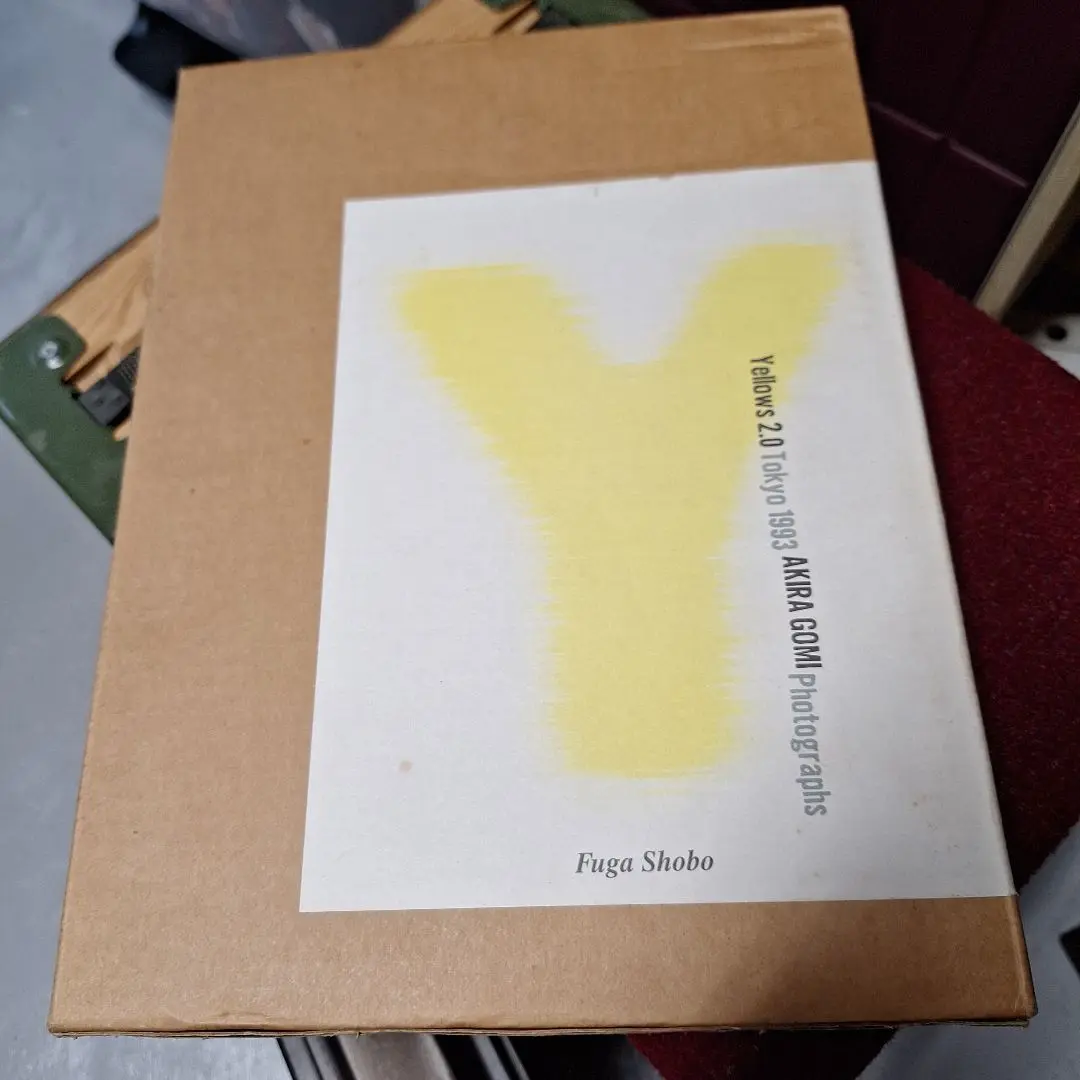 Y
Yellows 2.0 Tokyo 1993 AKIRA GOMI Photographs
Fuga Shobo